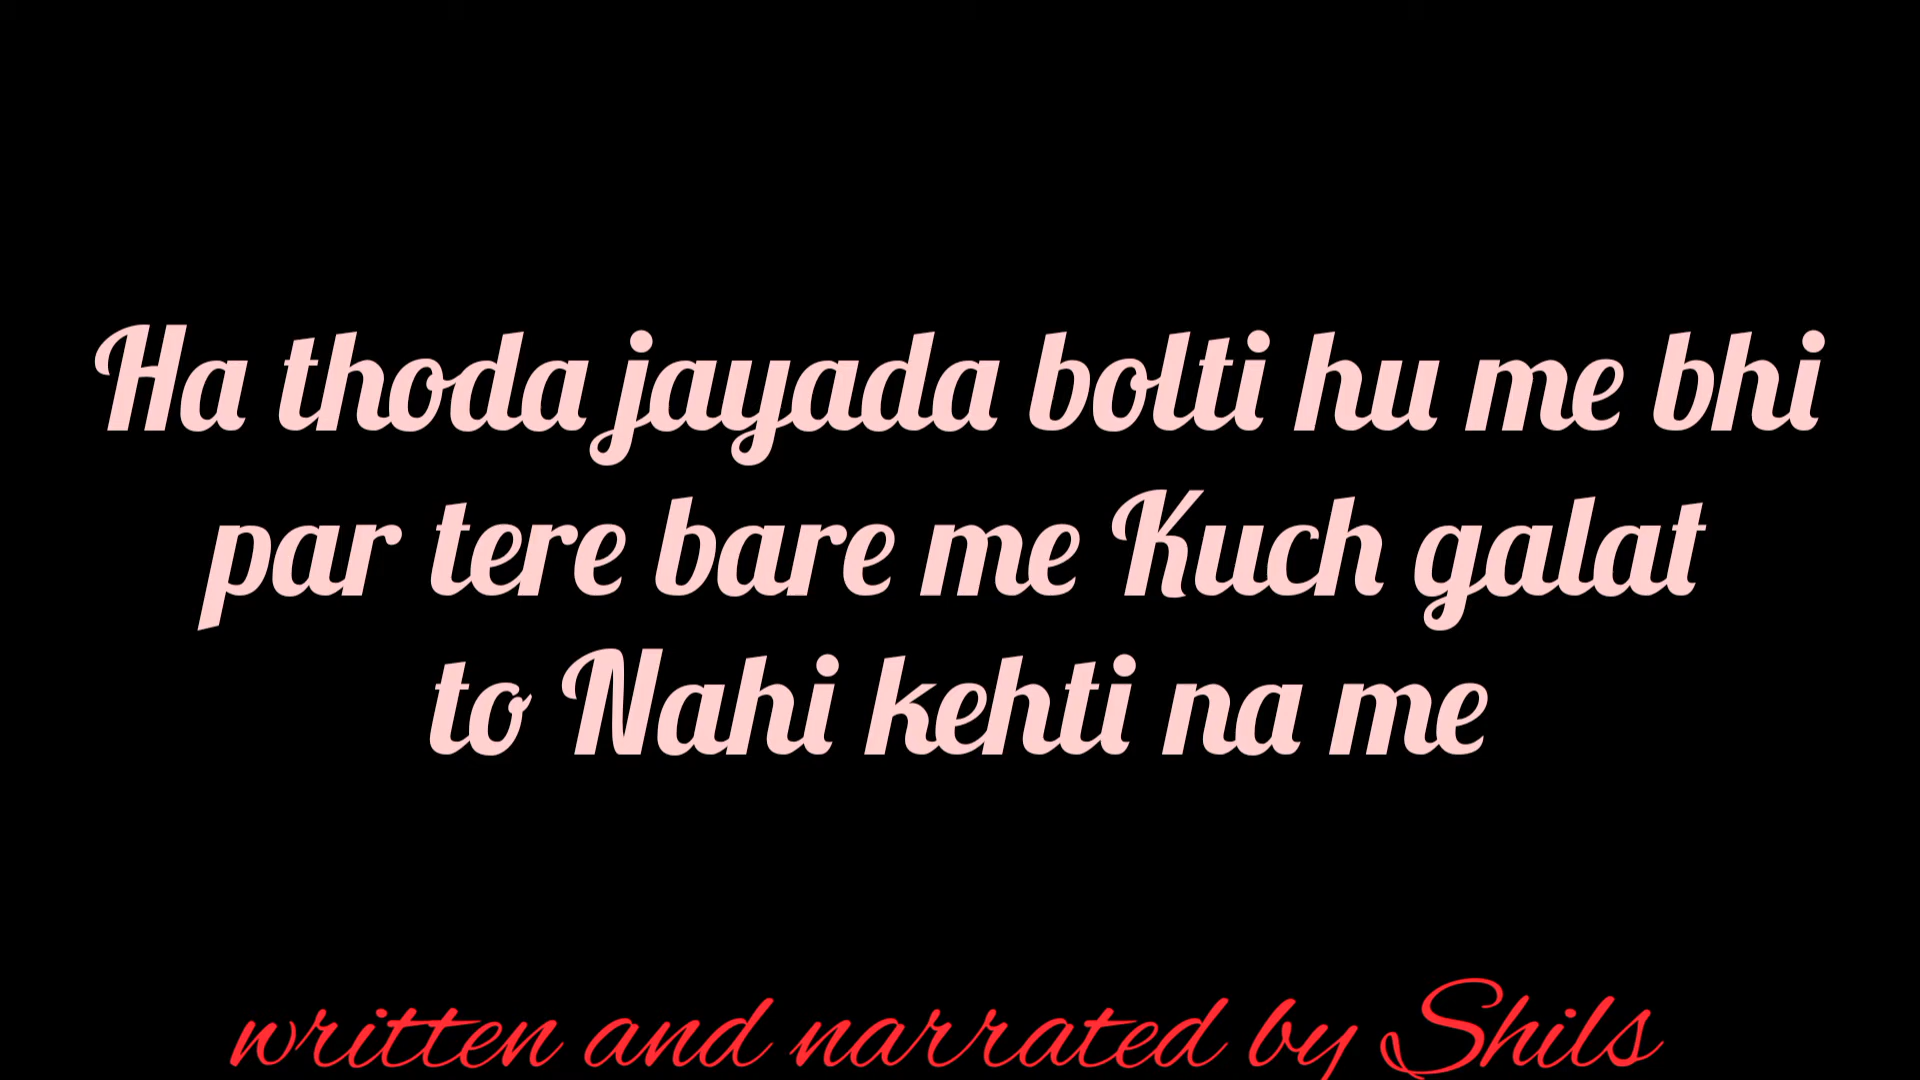 Ha thoda jayada bolti hu me bhi
par tere bare me Kuch galat
to Nahi kehti na me
written and narrated by Shils